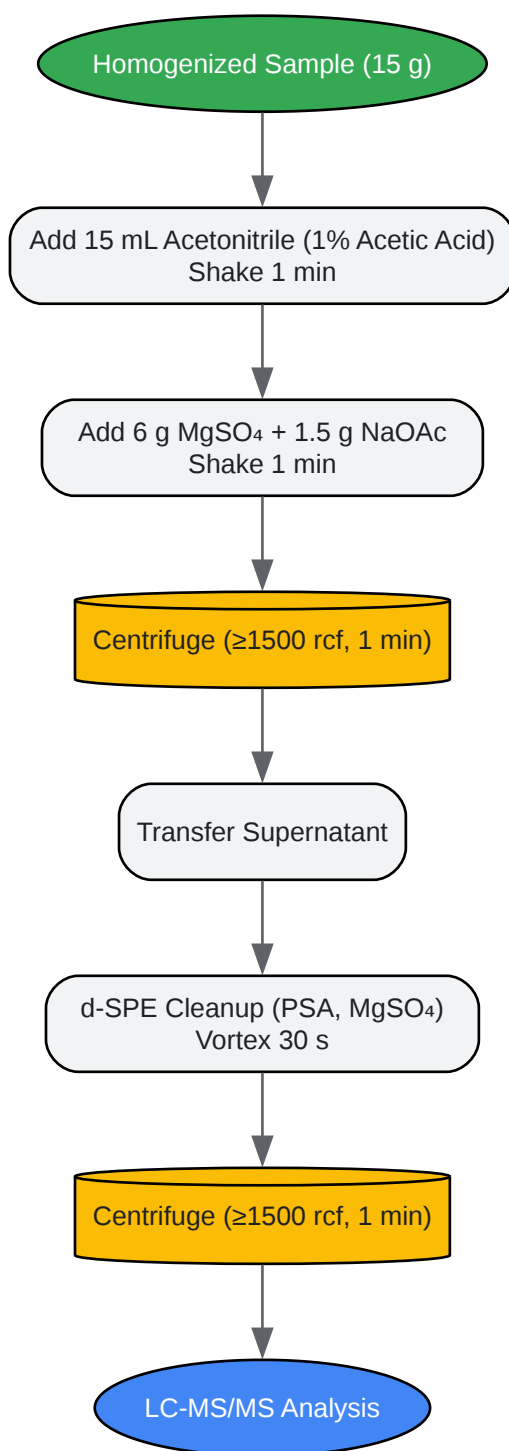 Homogenized Sample (15 g)
Add 15 mL Acetonitrile (1% Acetic Acid)
Shake 1 min
Add 6 g MgSO₄ + 1.5 g NaOAc
Shake 1 min
Centrifuge (≥1500 rcf, 1 min)
Transfer Supernatant
d-SPE Cleanup (PSA, MgSO₄)
Vortex 30 s
Centrifuge (≥1500 rcf, 1 min)
LC-MS/MS Analysis